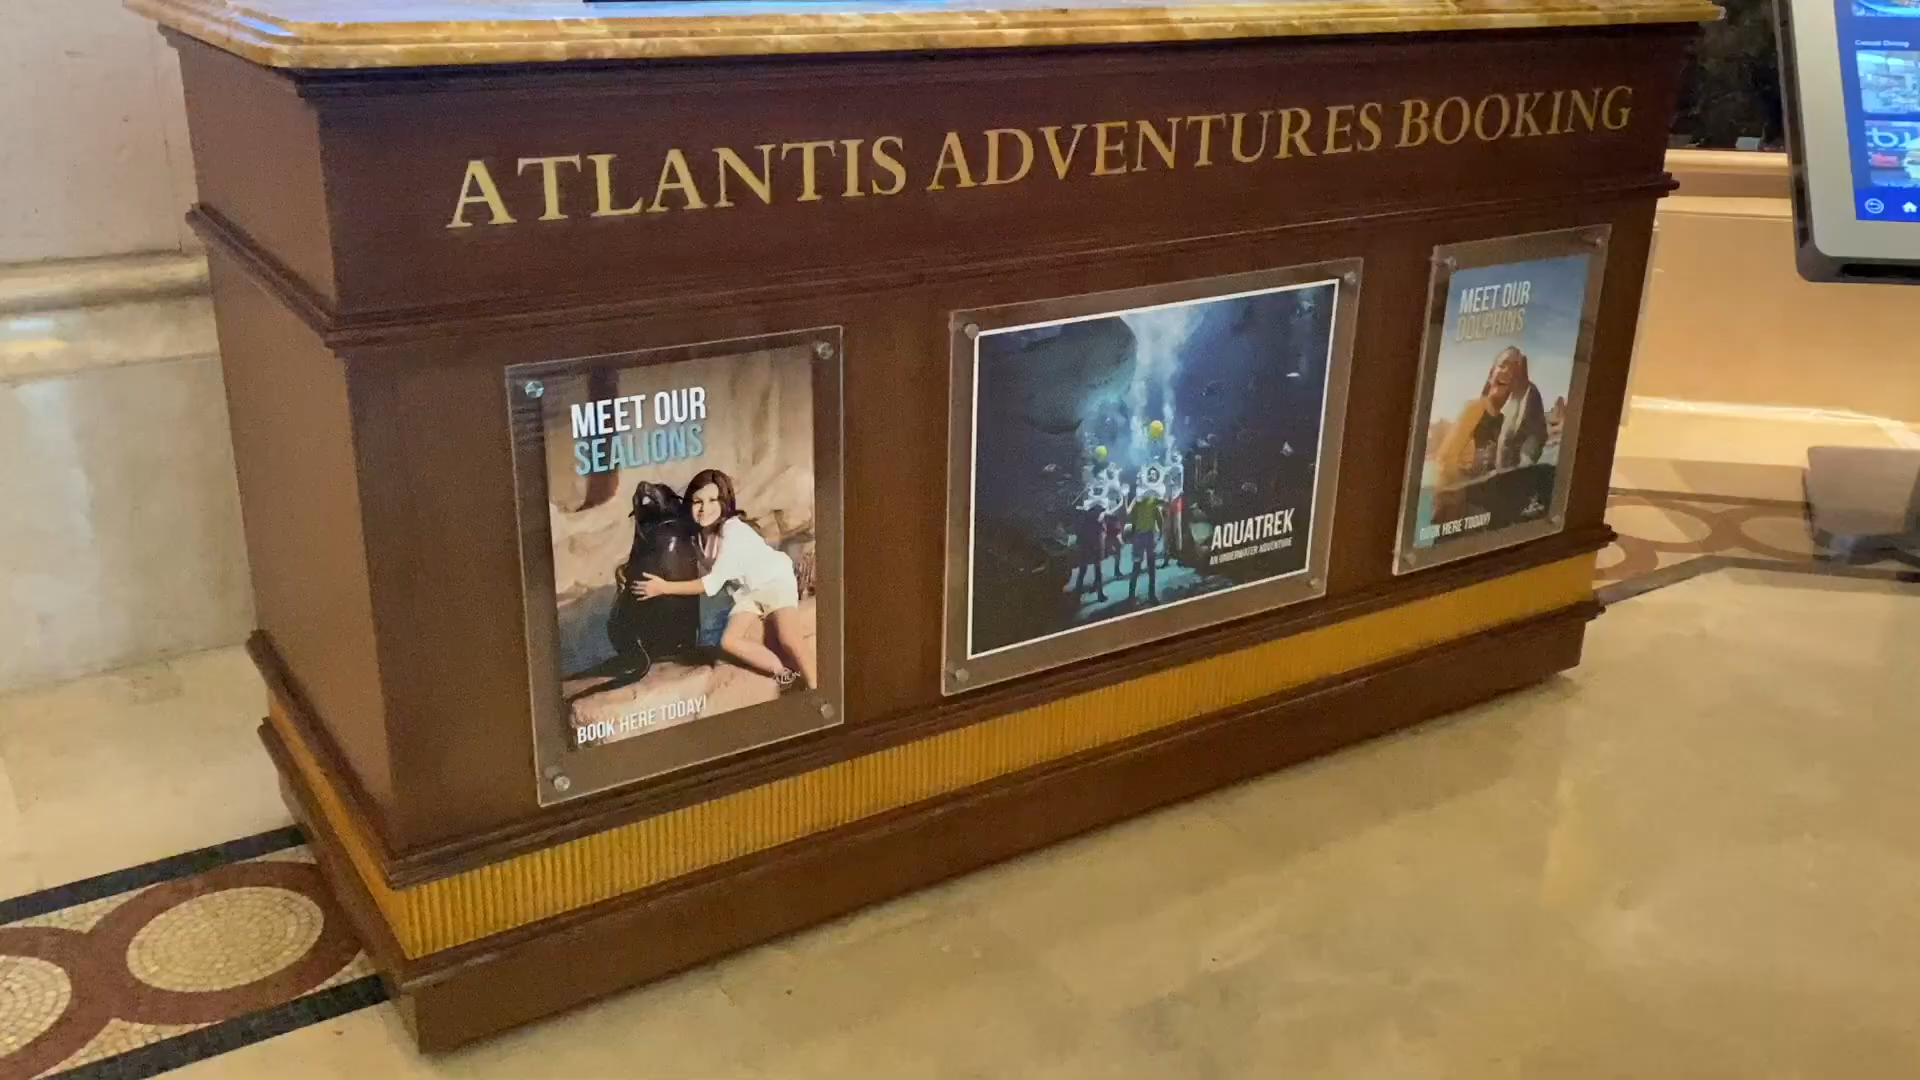 ATLANTIS ADVENTURES BOOKING
MEET OUR
SEALIONS
BOOK HERE TODAY!
AQUATREK
AN UNDERWATER ADVENTURE
MEET OUR
DOLPHINS
BOOK HERE TODAY!